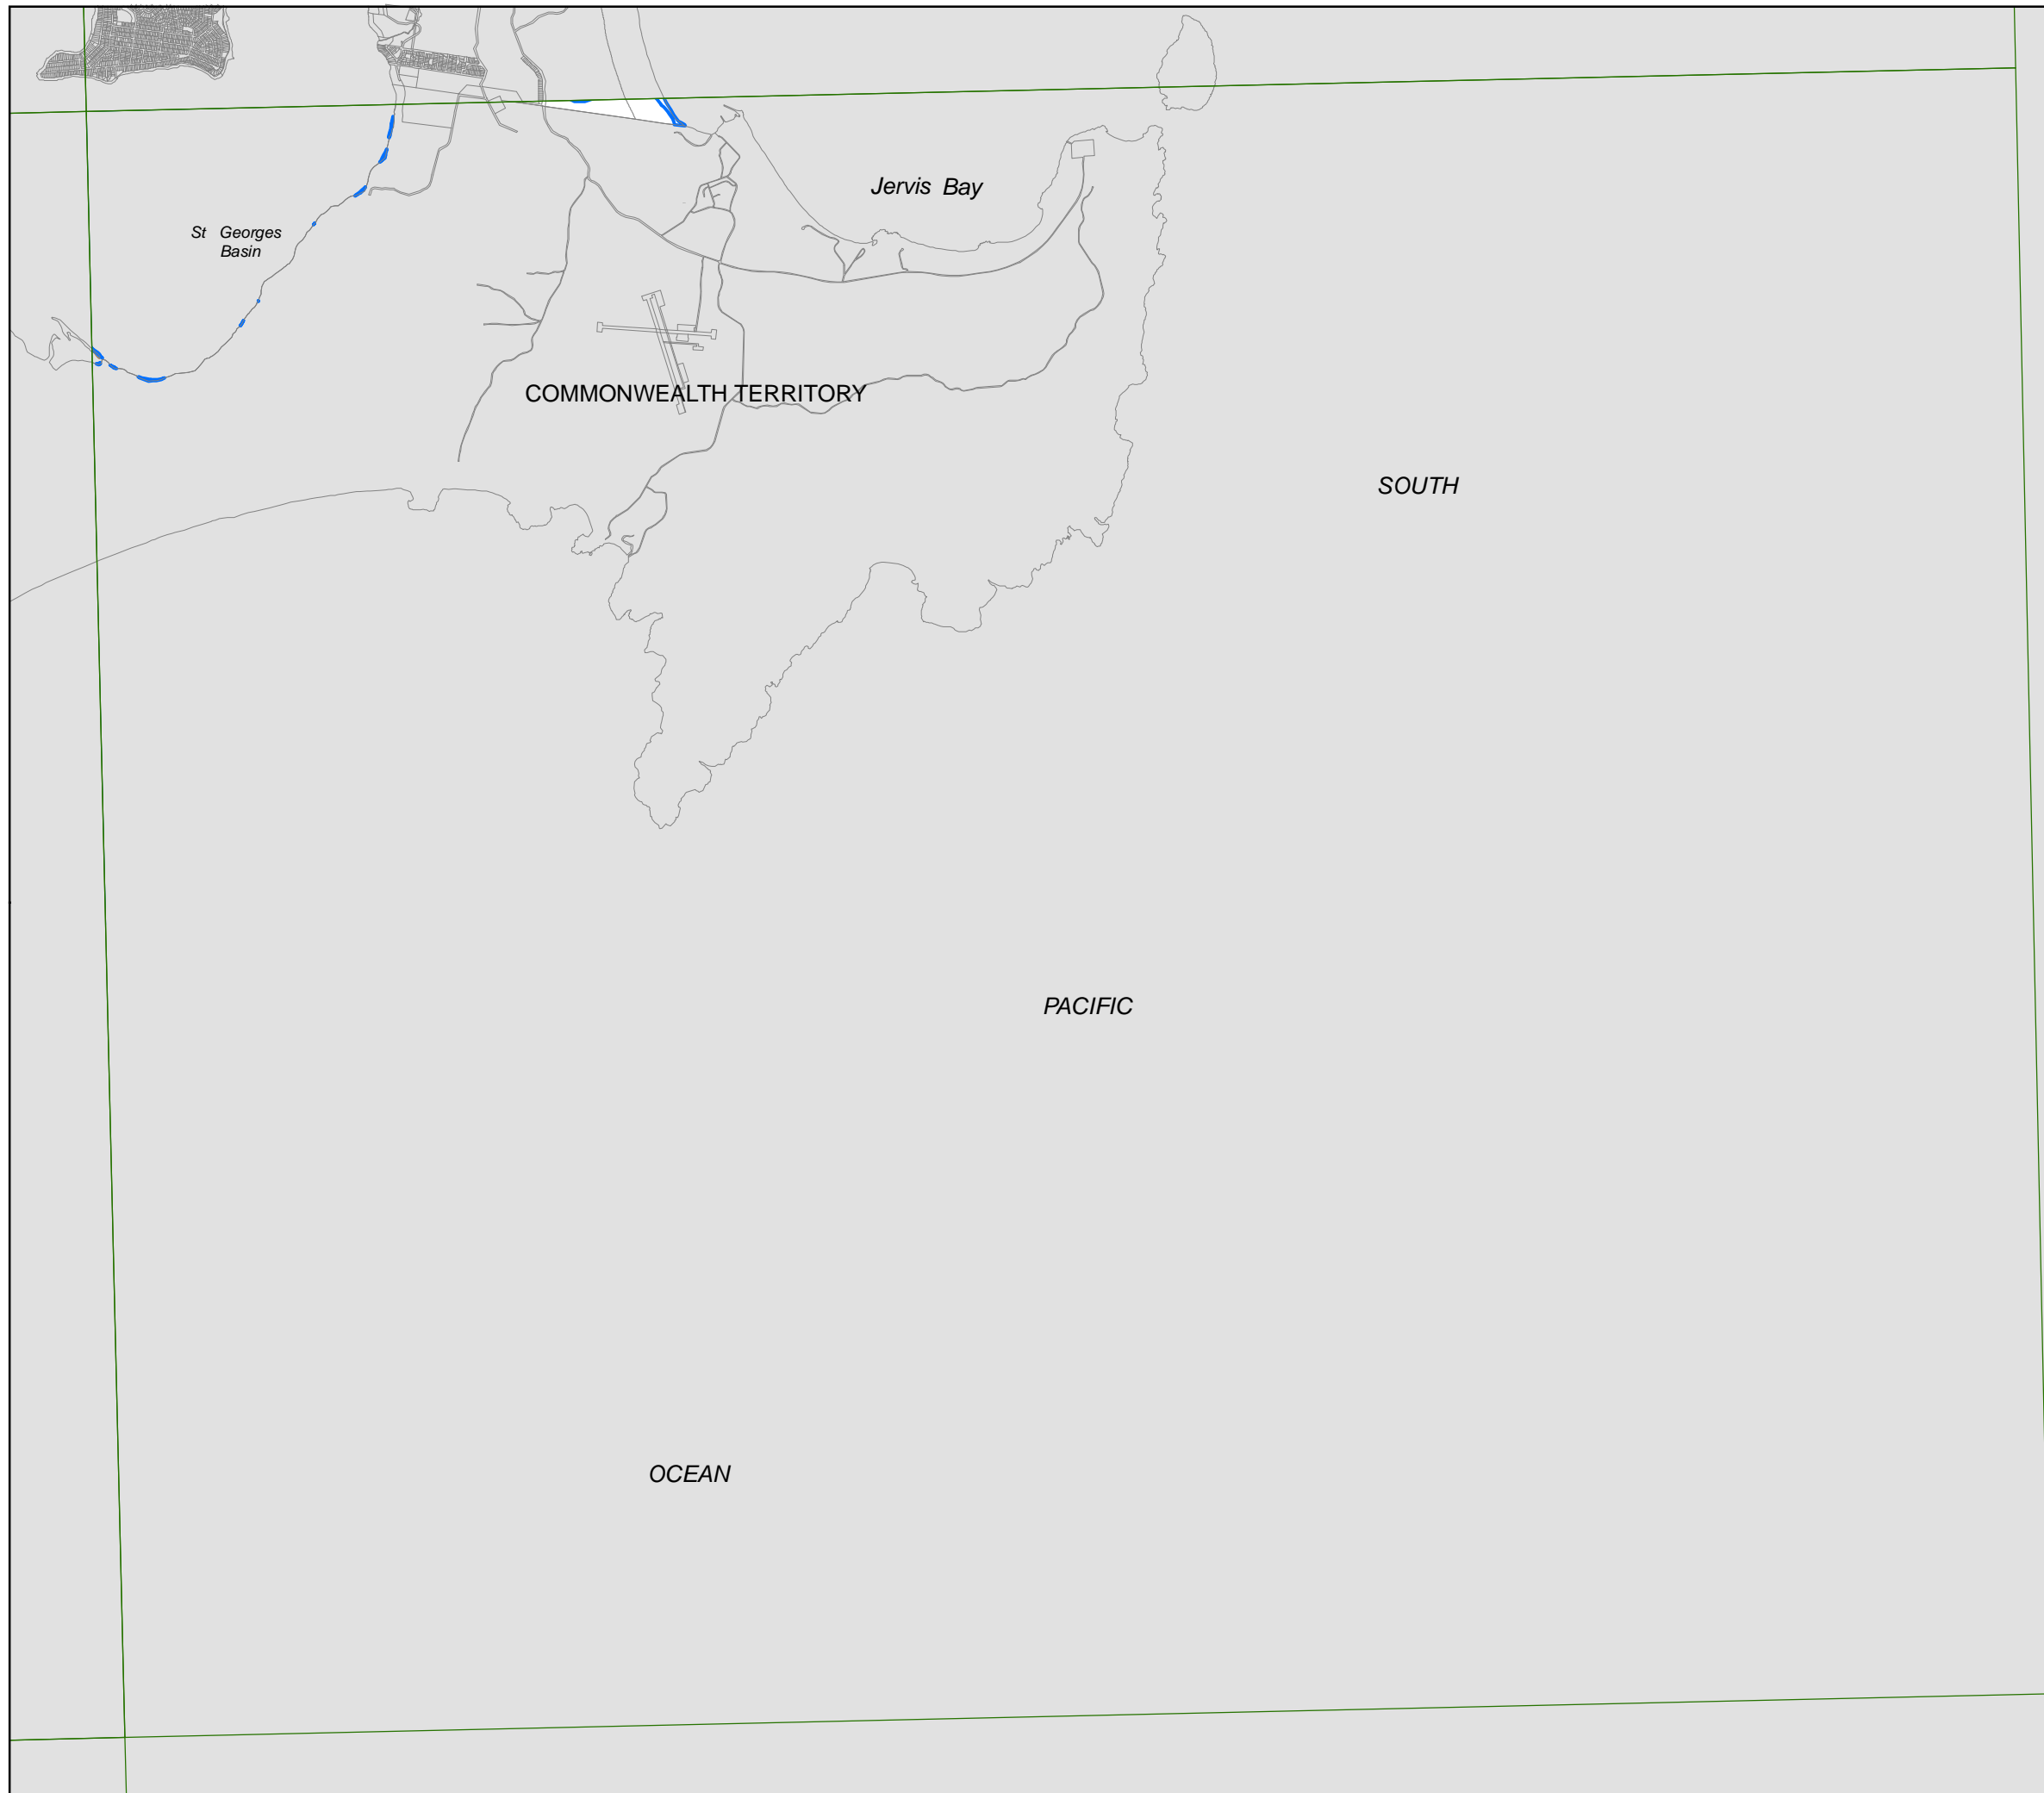 Jervis Bay
St Georges
Basin
COMMONWEALTH TERRITORY
SOUTH
PACIFIC
OCEAN